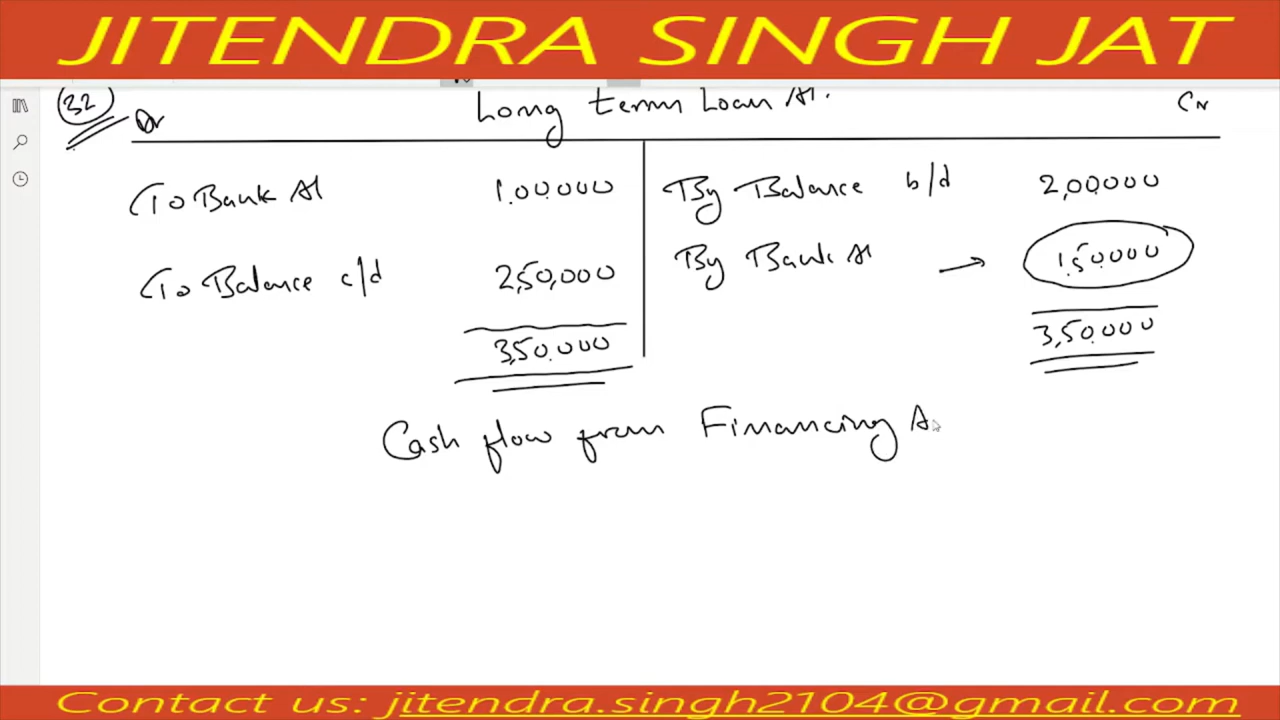 JITENDRA SINGH JAT
32
Dr Long term Loan A/. Cr
To Bank A/ 1,00,000 By Balance b/d 2,00,000
By Bank A/ → 1,50,000
To Balance c/d 2,50,000
3,50,000 3,50,000
Cash flow from Financing A
Contact us: jitendra.singh2104@gmail.com